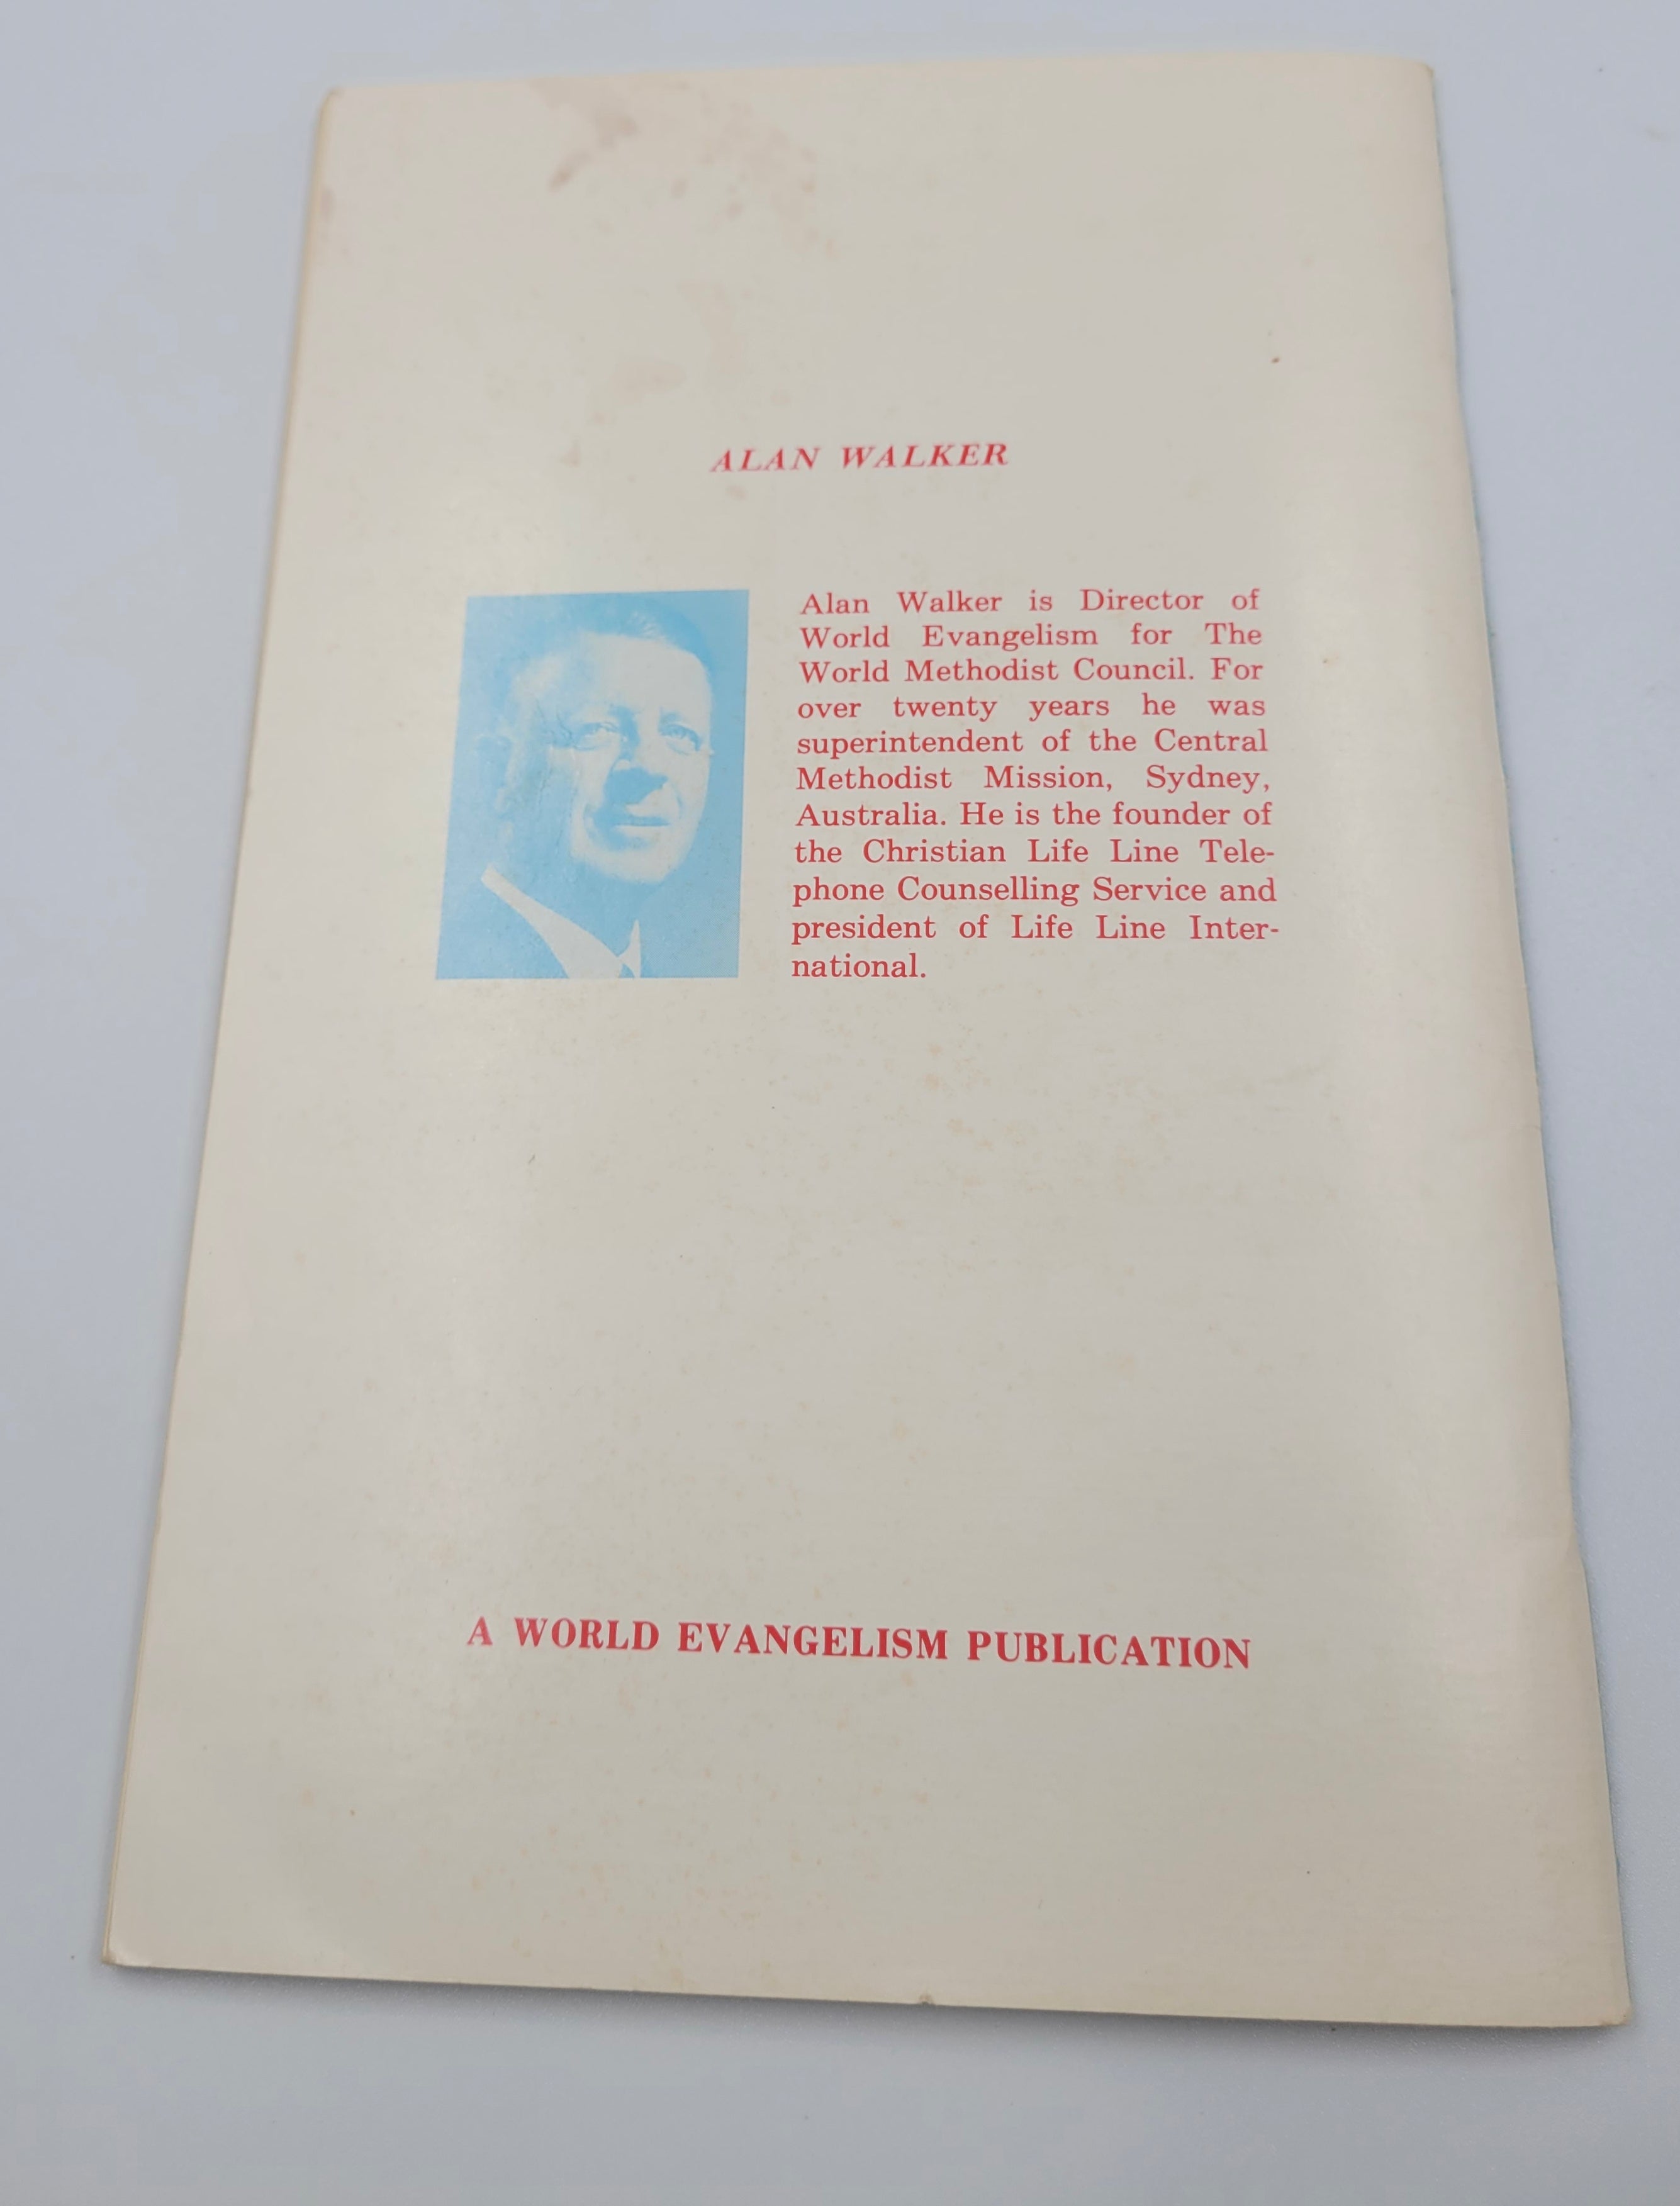 ALAN WALKER
Alan Walker is Director of
World Evangelism for The
World Methodist Council. For
over twenty years he was
superintendent of the Central
Methodist Mission, Sydney,
Australia. He is the founder of
the Christian Life Line Tele-
phone Counselling Service and
president of Life Line Inter-
national.
A WORLD EVANGELISM PUBLICATION